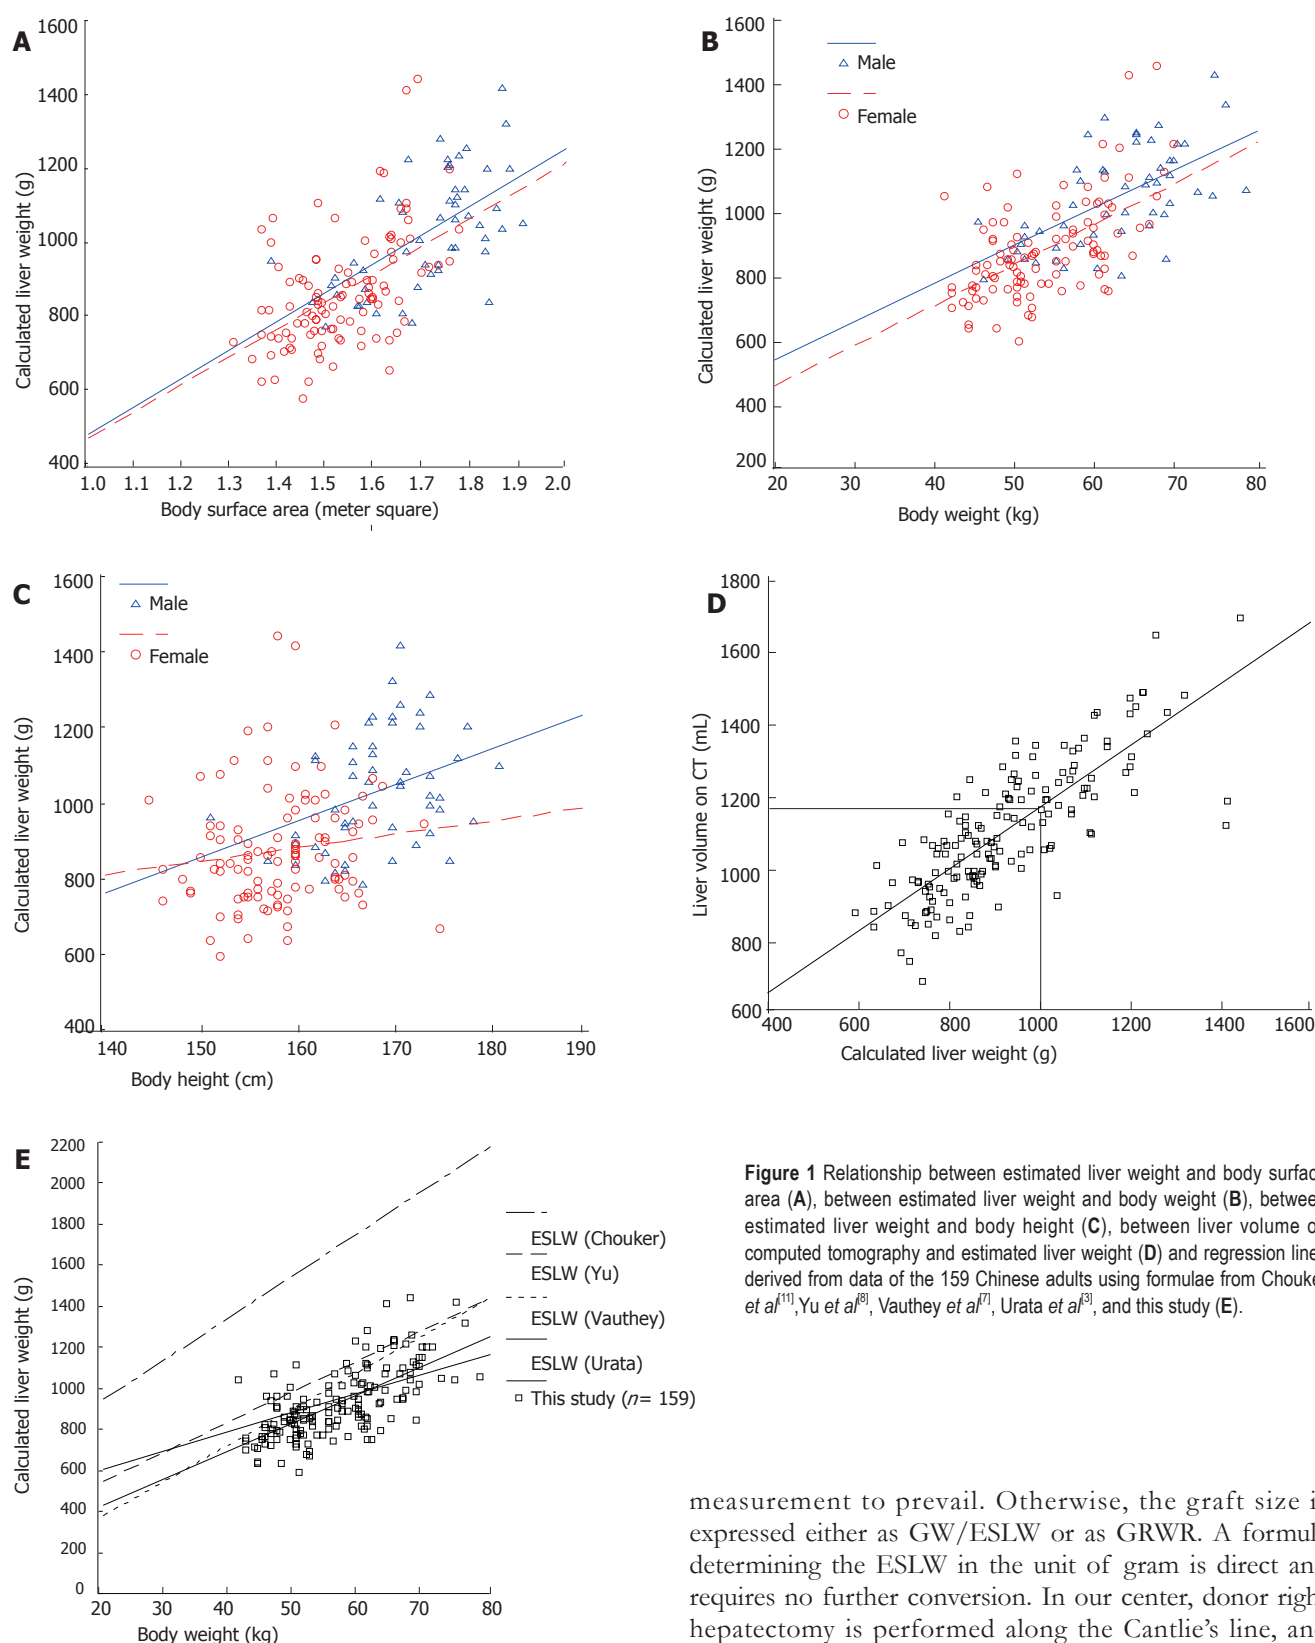 A
1600
1400
1200
1000
800
600
400
Calculated liver weight (g)
1.0 1.1 1.2 1.3 1.4 1.5 1.6 1.7 1.8 1.9 2.0
Body surface area (meter square)
B
1600
1400
1200
1000
800
600
400
200
Calculated liver weight (g)
Male
Female
20 30 40 50 60 70 80
Body weight (kg)
C
1600
1400
1200
1000
800
600
400
Calculated liver weight (g)
Male
Female
140 150 160 170 180 190
Body height (cm)
D
1800
1600
1400
1200
1000
800
600
Liver volume on CT (mL)
400 600 800 1000 1200 1400 1600
Calculated liver weight (g)
E
2200
2000
1800
1600
1400
1200
1000
800
600
400
200
0
Calculated liver weight (g)
ESLW (Chouker)
ESLW (Yu)
ESLW (Vauthey)
ESLW (Urata)
This study (n= 159)
20 30 40 50 60 70 80
Body weight (kg)
Figure 1 Relationship between estimated liver weight and body surfac
area (A), between estimated liver weight and body weight (B), betwee
estimated liver weight and body height (C), between liver volume o
computed tomography and estimated liver weight (D) and regression line
derived from data of the 159 Chinese adults using formulae from Chouke
et al[11],Yu et al[8], Vauthey et al[7], Urata et al[3], and this study (E).
measurement to prevail. Otherwise, the graft size i
expressed either as GW/ESLW or as GRWR. A formul
determining the ESLW in the unit of gram is direct an
requires no further conversion. In our center, donor righ
hepatectomy is performed along the Cantlie's line, an